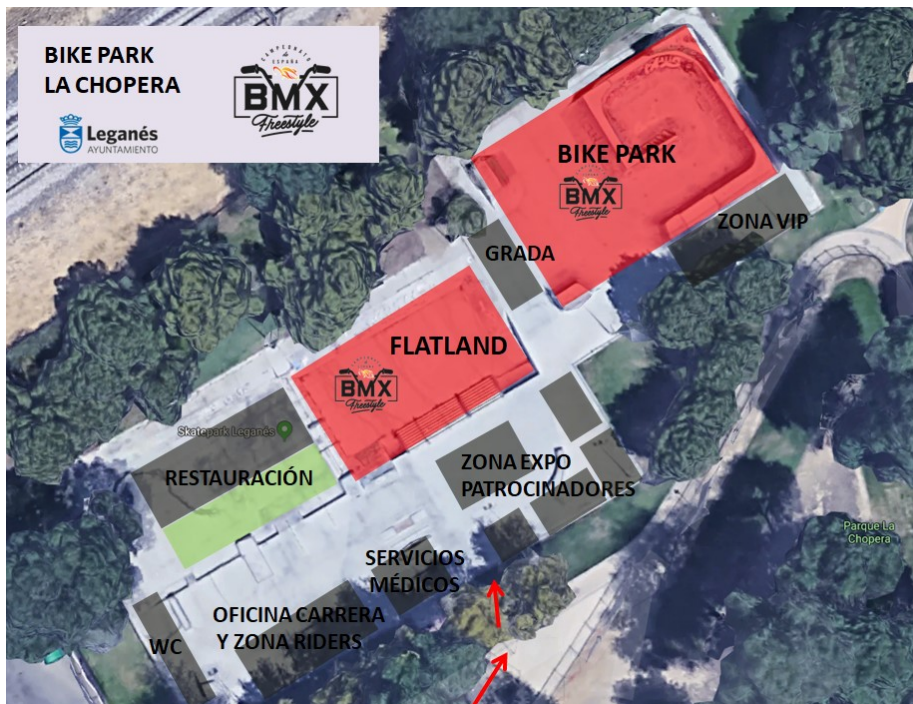 BIKE PARK
LA CHOPERA
CAMPEONATO
de
ESPAÑA
BMX
Freestyle
Leganés
AYUNTAMIENTO
BIKE PARK
BMX
Freestyle
ZONA VIP
GRADA
FLATLAND
BMX
Freestyle
Skatepark Leganés
RESTAURACIÓN
ZONA EXPO
PATROCINADORES
Parque La
Chopera
SERVICIOS
MÉDICOS
OFICINA CARRERA
Y ZONA RIDERS
WC